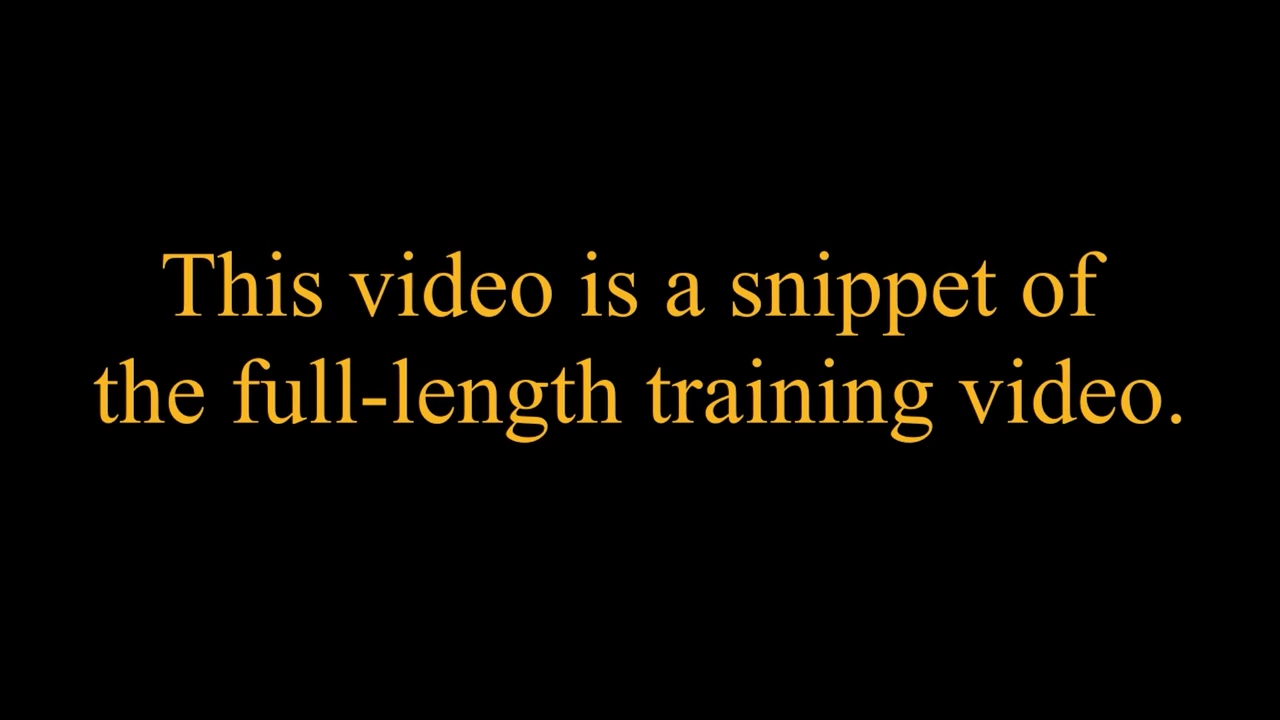 This video is a snippet of
the full-length training video.